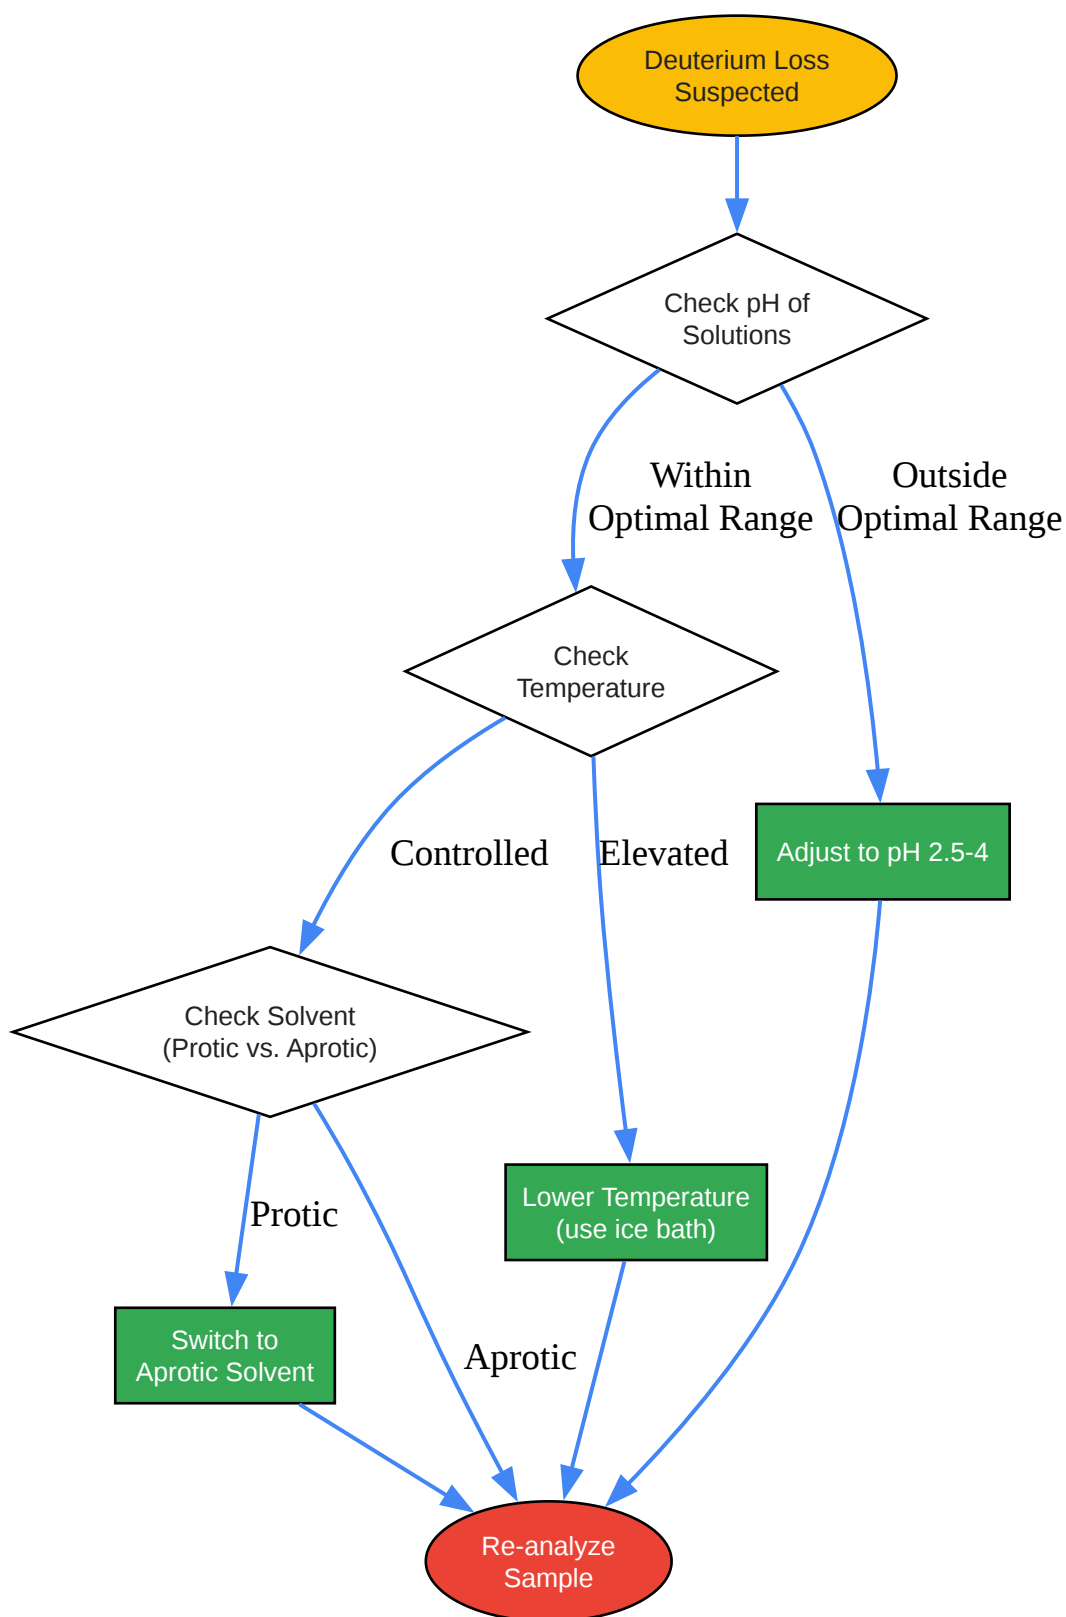 Deuterium Loss
Suspected
Check pH of
Solutions
Within
Optimal Range
Outside
Optimal Range
Check
Temperature
Controlled
Elevated
Adjust to pH 2.5-4
Check Solvent
(Protic vs. Aprotic)
Protic
Lower Temperature
(use ice bath)
Switch to
Aprotic Solvent
Aprotic
Re-analyze
Sample